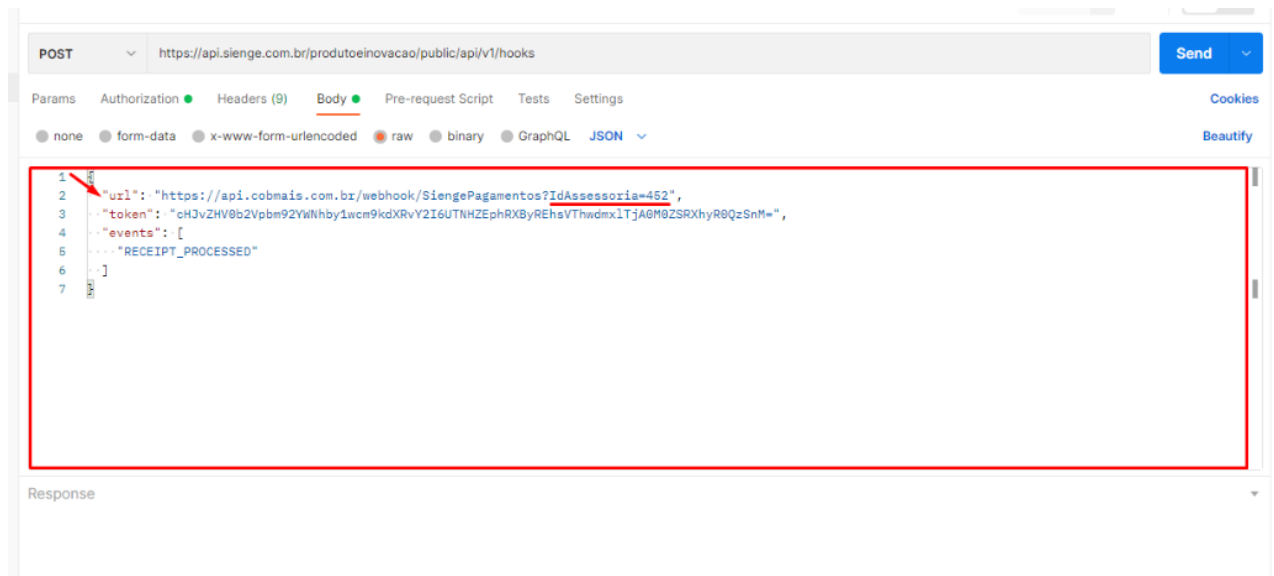 POST https://api.sienge.com.br/produtoeinovacao/public/api/v1/hooks Send
Params Authorization Headers (9) Body Pre-request Script Tests Settings Cookies
none form-data x-www-form-urlencoded raw binary GraphQL JSON Beautify
1 {
2 "url": "https://api.cobmais.com.br/webhook/SiengePagamentos?IdAssessoria=452",
3 "token": "cHJvZHV0b2Vpbm92YWNhby1wcm9kdXRvY2I6UTNHZEphRXByREhsVThwdmxlTjA0M0ZSRXhyR0QzSnM=",
4 "events": [
5 "RECEIPT_PROCESSED"
6 ]
7 }
Response